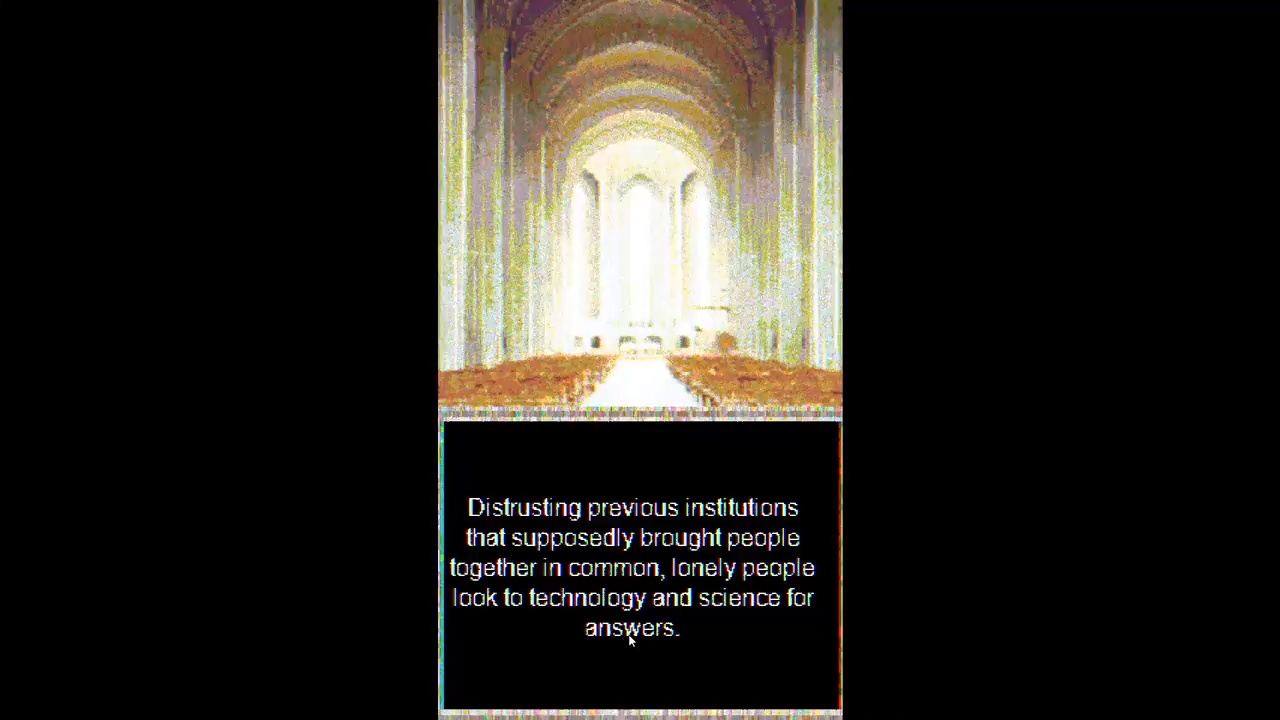 Distrusting previous institutions
that supposedly brought people
together in common, lonely people
look to technology and science for
answers.